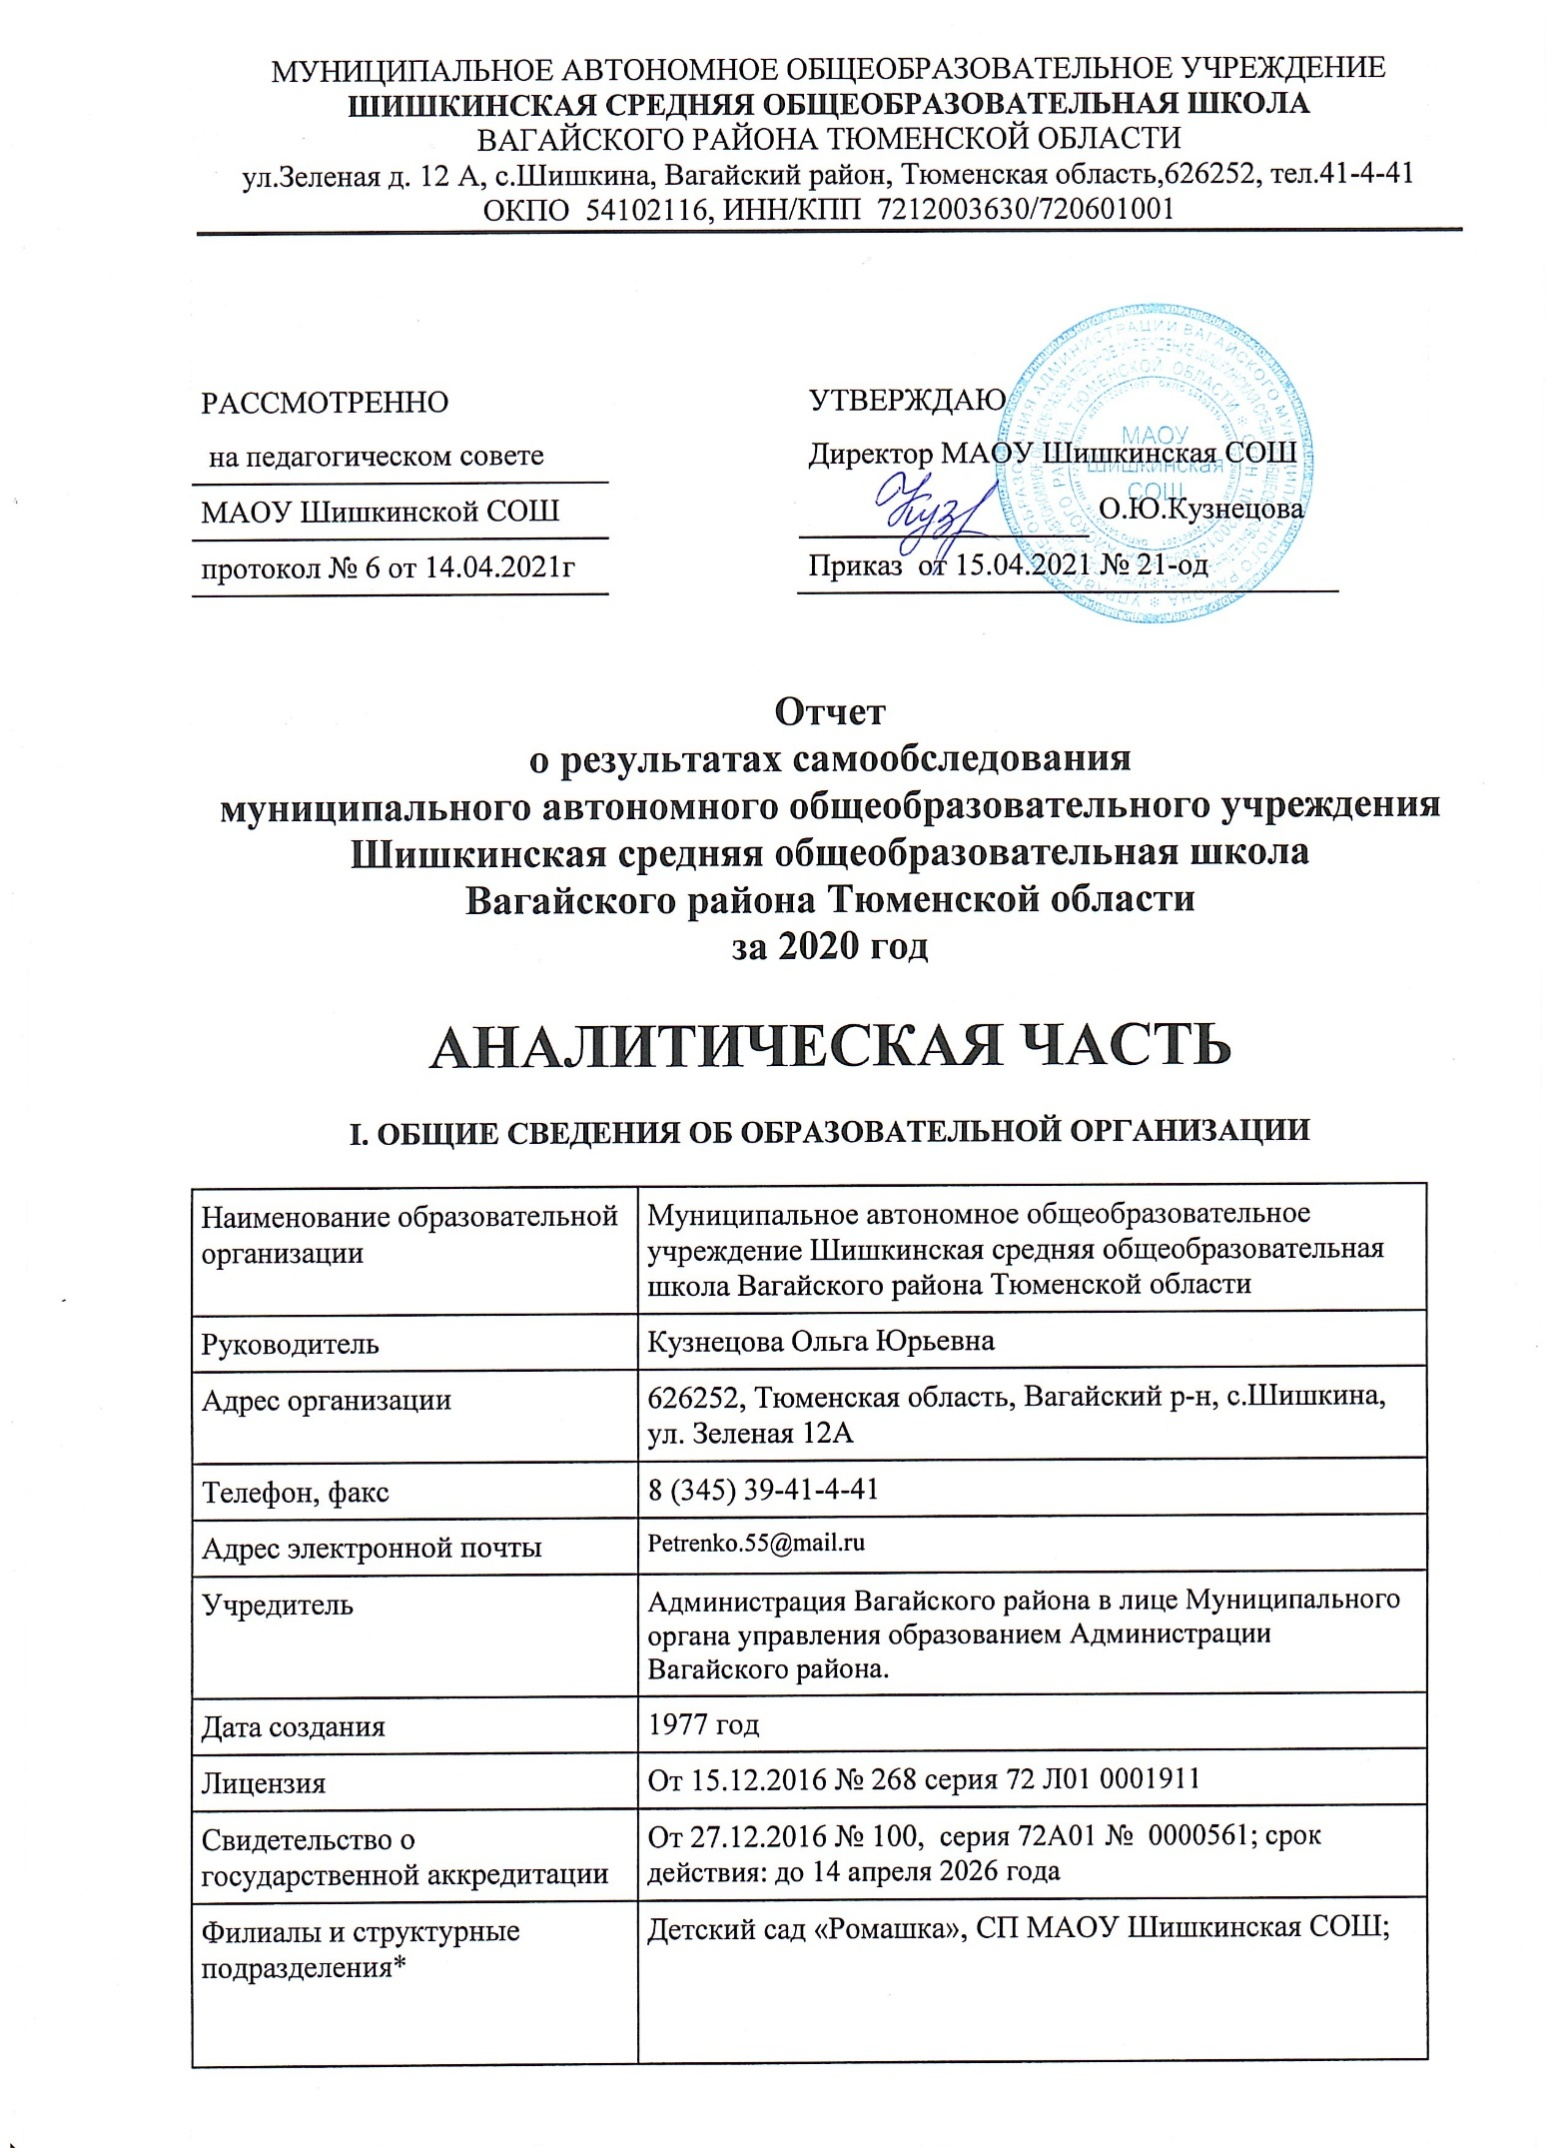 МУНИЦИПАЛЬНОЕ АВТОНОМНОЕ ОБЩЕОБРАЗОВАТЕЛЬНОЕ УЧРЕЖДЕНИЕ
ШИШКИНСКАЯ СРЕДНЯЯ ОБЩЕОБРАЗОВАТЕЛЬНАЯ ШКОЛА
ВАГАЙСКОГО РАЙОНА ТЮМЕНСКОЙ ОБЛАСТИ
ул.Зеленая д. 12 А, с.Шишкина, Вагайский район, Тюменская область,626252, тел.41-4-41
ОКПО 54102116, ИНН/КПП 7212003630/720601001
РАССМОТРЕННО
на педагогическом совете
МАОУ Шишкинской СОШ
протокол № 6 от 14.04.2021г
УТВЕРЖДАЮ
Директор МАОУ Шишкинская СОШ
О.Ю.Кузнецова
Приказ от 15.04.2021 № 21-од
МАОУ
Шишкинская
СОШ
Отчет
о результатах самообследования
муниципального автономного общеобразовательного учреждения
Шишкинская средняя общеобразовательная школа
Вагайского района Тюменской области
за 2020 год
АНАЛИТИЧЕСКАЯ ЧАСТЬ
I. ОБЩИЕ СВЕДЕНИЯ ОБ ОБРАЗОВАТЕЛЬНОЙ ОРГАНИЗАЦИИ
Наименование образовательной
организации
Муниципальное автономное общеобразовательное
учреждение Шишкинская средняя общеобразовательная
школа Вагайского района Тюменской области
Руководитель
Кузнецова Ольга Юрьевна
Адрес организации
626252, Тюменская область, Вагайский р-н, с.Шишкина,
ул. Зеленая 12А
Телефон, факс
8 (345) 39-41-4-41
Адрес электронной почты
Petrenko.55@mail.ru
Учредитель
Администрация Вагайского района в лице Муниципального
органа управления образованием Администрации
Вагайского района.
Дата создания
1977 год
Лицензия
От 15.12.2016 № 268 серия 72 Л01 0001911
Свидетельство о
государственной аккредитации
От 27.12.2016 № 100, серия 72А01 № 0000561; срок
действия: до 14 апреля 2026 года
Филиалы и структурные
подразделения*
Детский сад «Ромашка», СП МАОУ Шишкинская СОШ;